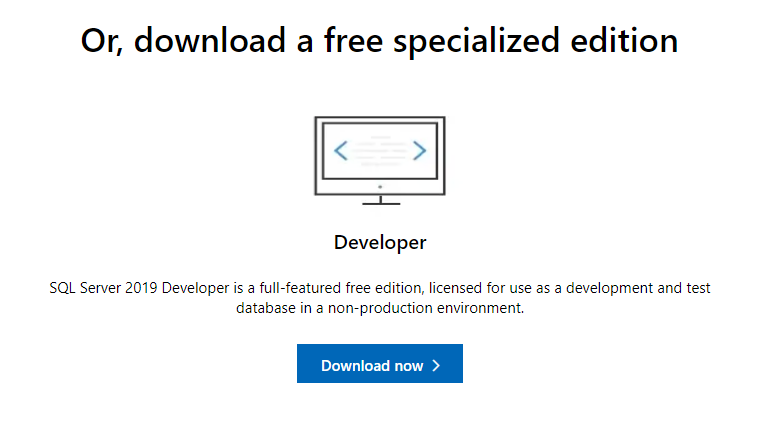 Or, download a free specialized edition
Developer
SQL Server 2019 Developer is a full-featured free edition, licensed for use as a development and test
database in a non-production environment.
Download now